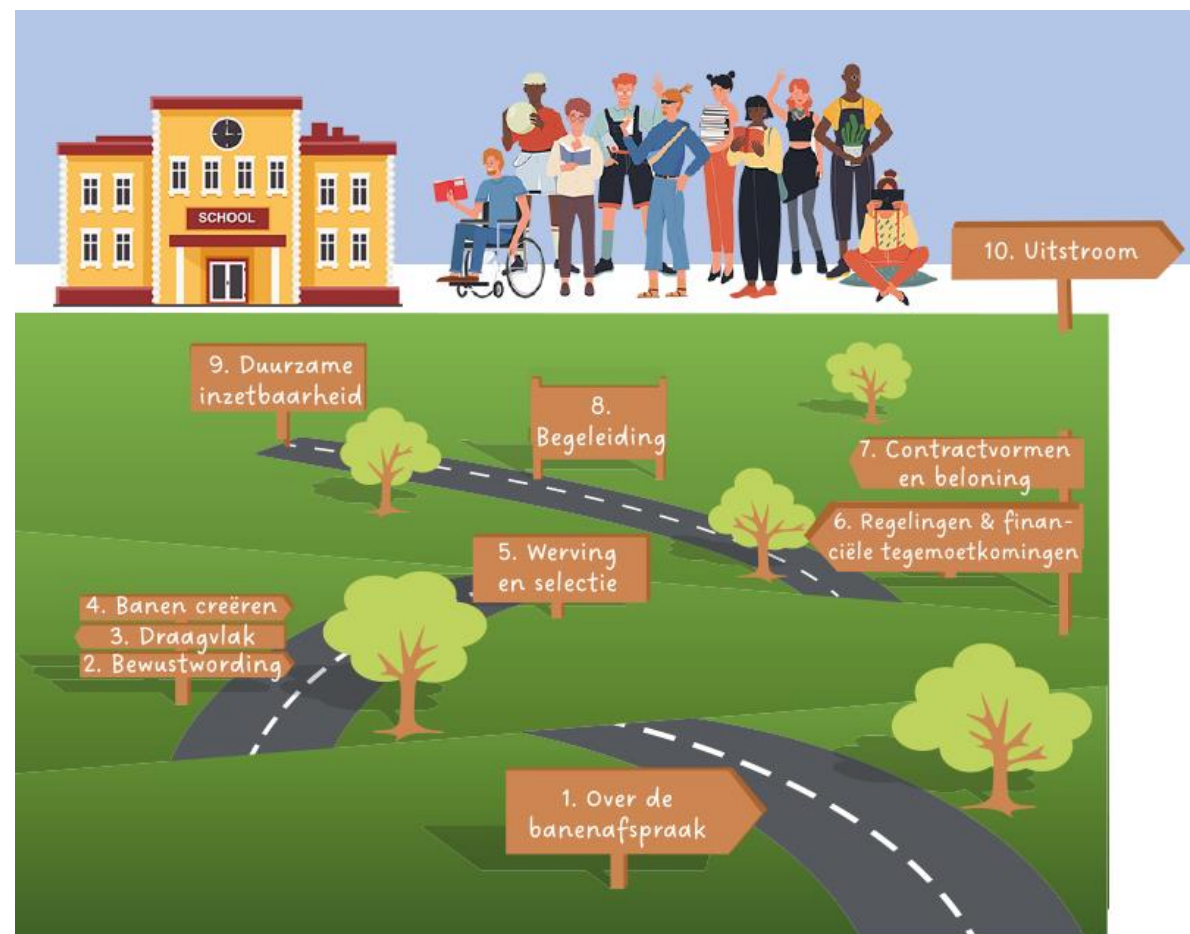 SCHOOL
10. Uitstroom
9. Duurzame
inzetbaarheid
8.
Begeleiding
7. Contractvormen
en beloning
6. Regelingen & finan-
ciële tegemoetkomingen
5. Werving
en selectie
4. Banen creëren
3. Draagvlak
2. Bewustwording
1. Over de
banenafspraak